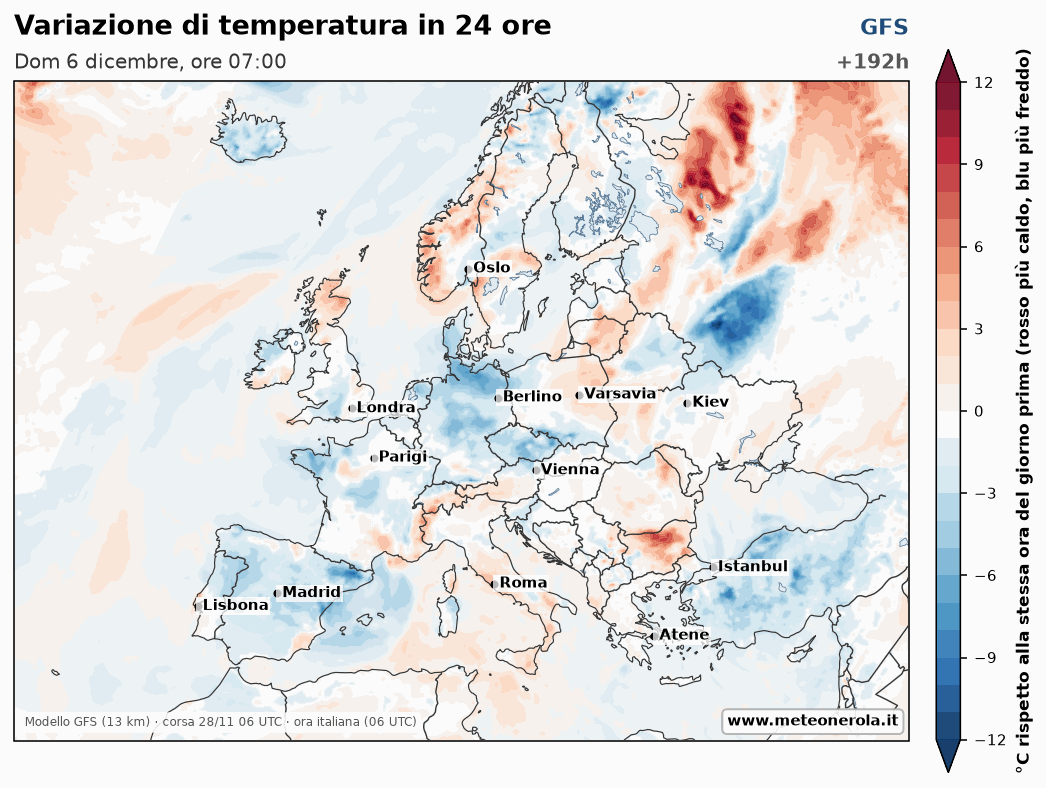 Variazione di temperatura in 24 ore
GFS
Dom 6 dicembre, ore 07:00
+192h
Oslo
Berlino
Varsavia
Kiev
Londra
Parigi
Vienna
Istanbul
Roma
Madrid
Lisbona
Atene
Modello GFS (13 km) · corsa 28/11 06 UTC · ora italiana (06 UTC)
www.meteonerola.it
12
9
6
3
0
−3
−6
−9
−12
°C rispetto alla stessa ora del giorno prima (rosso più caldo, blu più freddo)